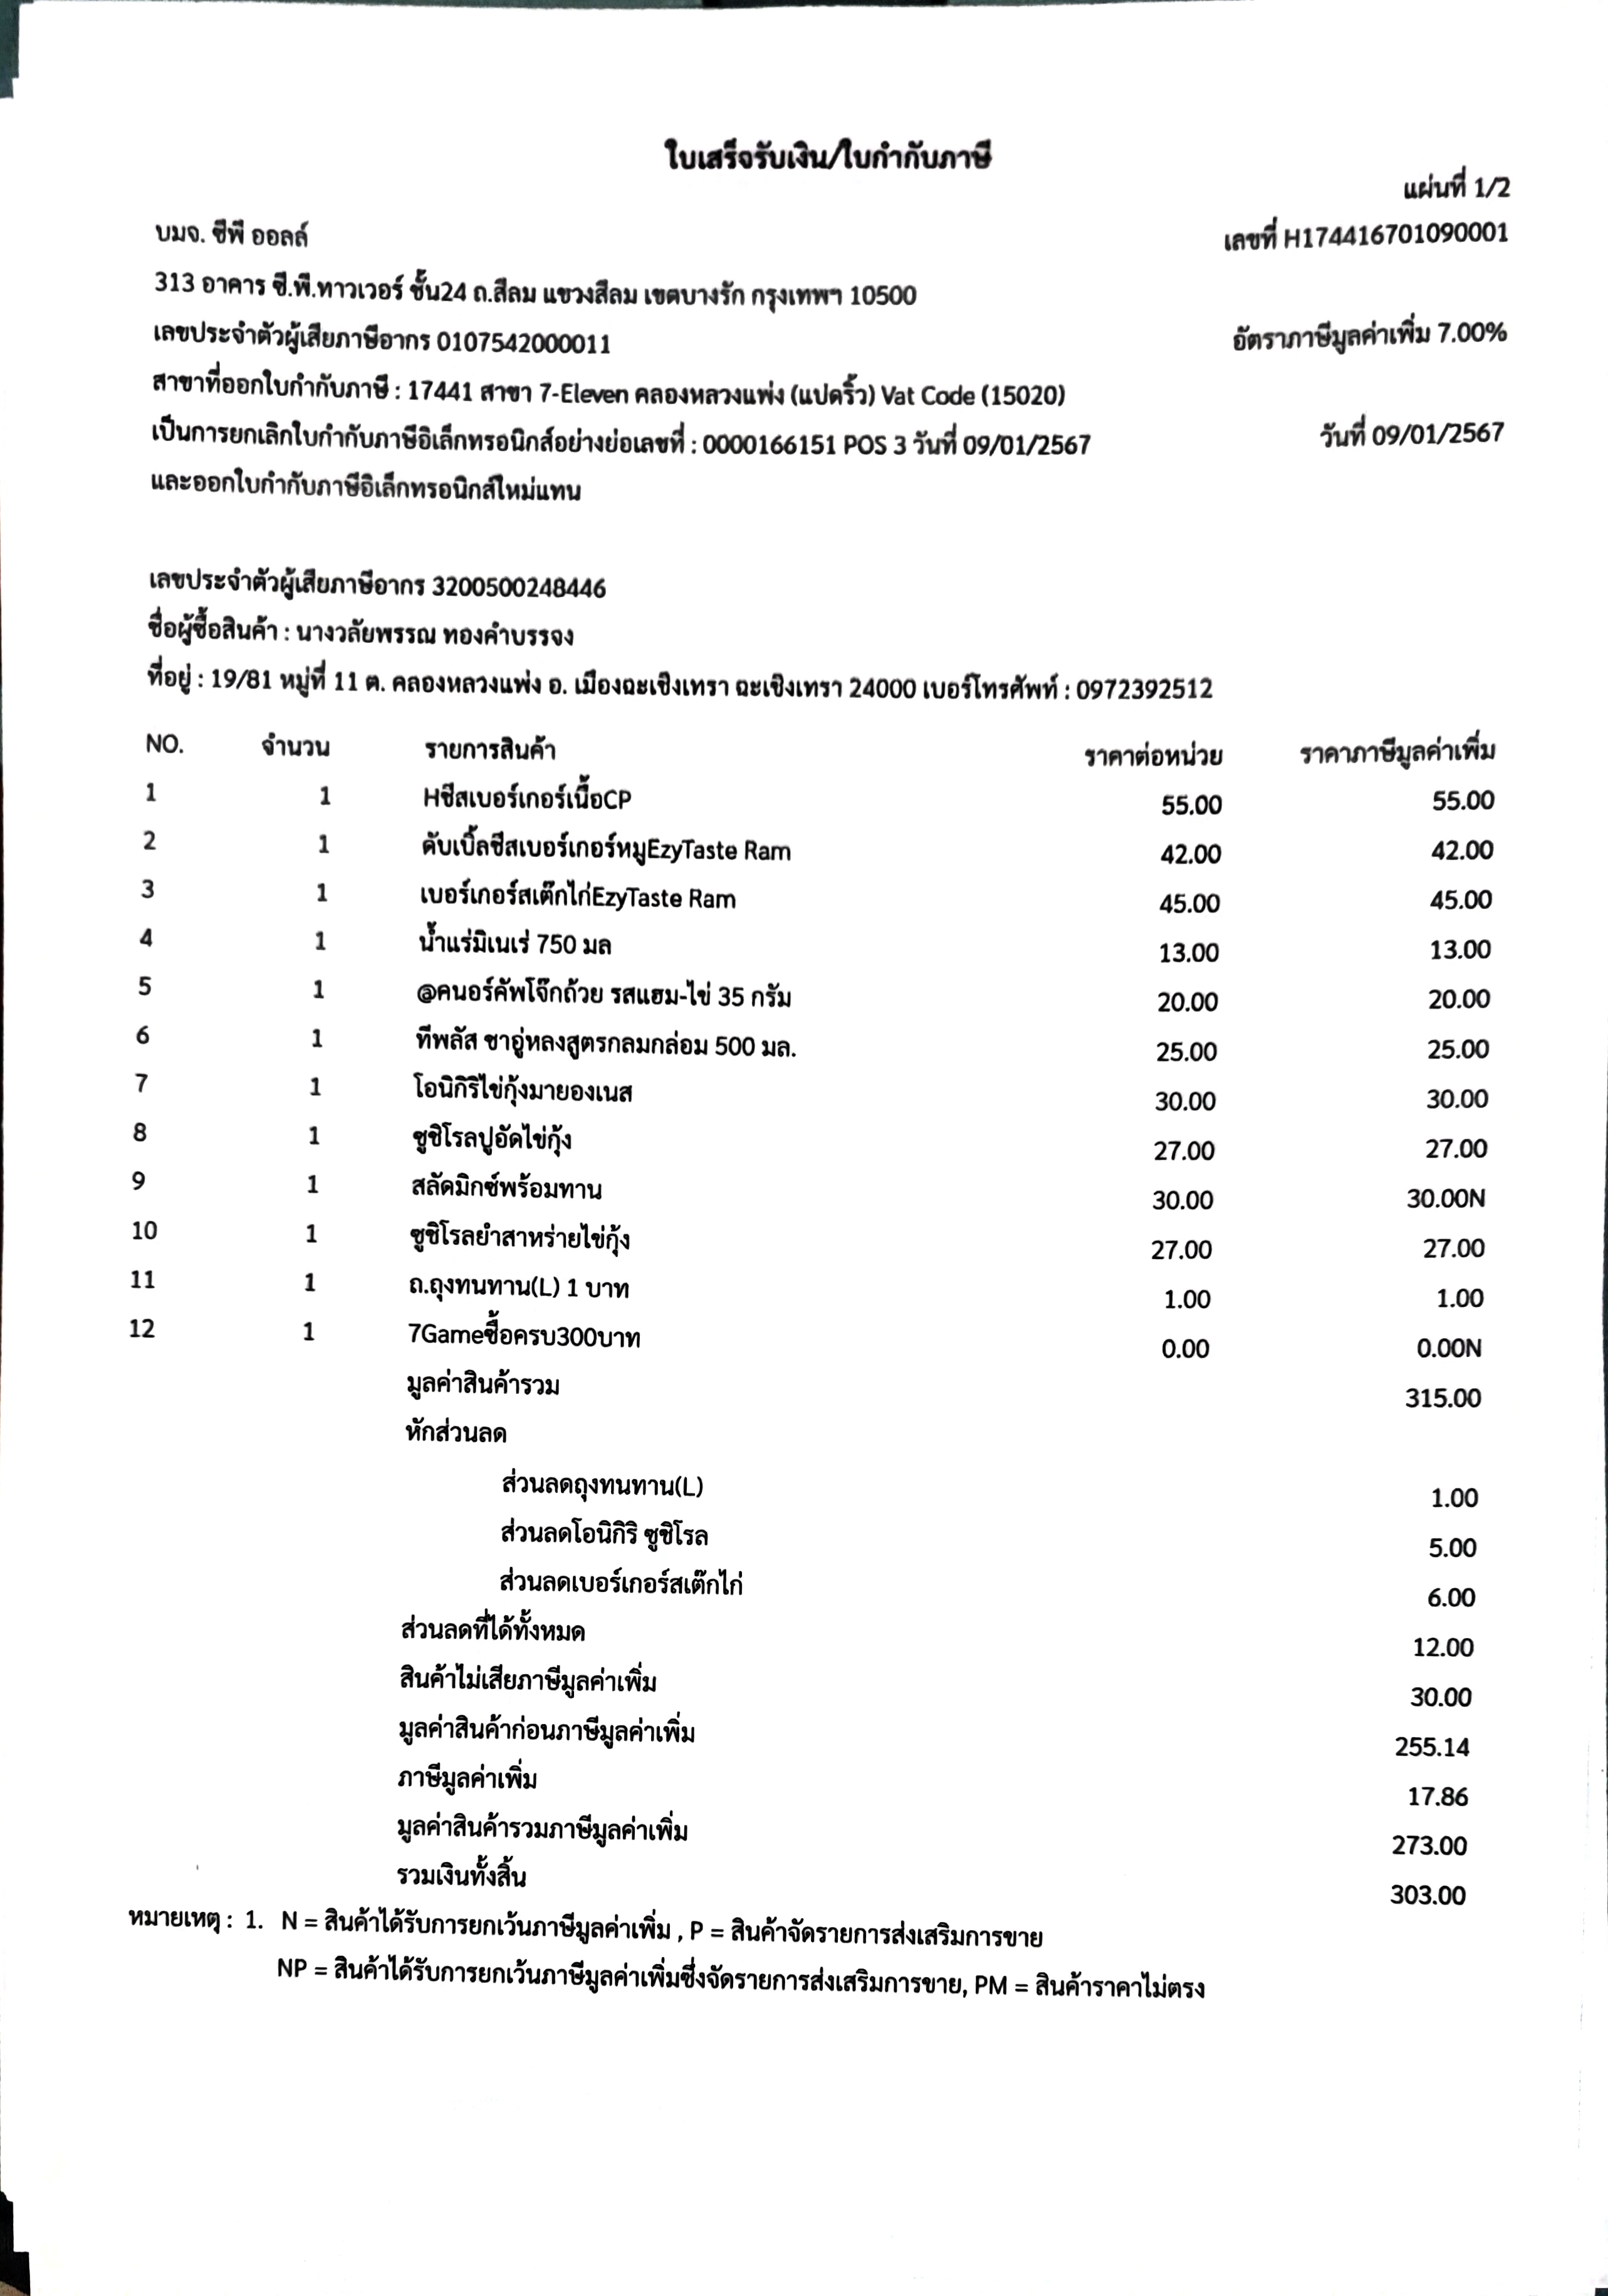 ใบเสร็จรับเงิน/ใบกำกับภาษี
แผ่นที่ 1/2
บมจ. ซีพี ออลล์ เลขที่ H174416701090001
313 อาคาร ซี.พี.ทาวเวอร์ ชั้น24 ถ.สีลม แขวงสีลม เขตบางรัก กรุงเทพฯ 10500
เลขประจำตัวผู้เสียภาษีอากร 0107542000011 อัตราภาษีมูลค่าเพิ่ม 7.00%
สาขาที่ออกใบกำกับภาษี : 17441 สาขา 7-Eleven คลองหลวงแพ่ง (แปดริ้ว) Vat Code (15020)
เป็นการยกเลิกใบกำกับภาษีอิเล็กทรอนิกส์อย่างย่อเลขที่ : 0000166151 POS 3 วันที่ 09/01/2567 วันที่ 09/01/2567
และออกใบกำกับภาษีอิเล็กทรอนิกส์ใหม่แทน
เลขประจำตัวผู้เสียภาษีอากร 3200500248446
ชื่อผู้ซื้อสินค้า : นางวลัยพรรณ ทองคำบรรจง
ที่อยู่ : 19/81 หมู่ที่ 11 ต. คลองหลวงแพ่ง อ. เมืองฉะเชิงเทรา ฉะเชิงเทรา 24000 เบอร์โทรศัพท์ : 0972392512
NO. จำนวน รายการสินค้า ราคาต่อหน่วย ราคาภาษีมูลค่าเพิ่ม
1 1 Hชีสเบอร์เกอร์เนื้อCP 55.00 55.00
2 1 ดับเบิ้ลชีสเบอร์เกอร์หมูEzyTaste Ram 42.00 42.00
3 1 เบอร์เกอร์สเต๊กไก่EzyTaste Ram 45.00 45.00
4 1 น้ำแร่มิเนเร่ 750 มล 13.00 13.00
5 1 @คนอร์คัพโจ๊กถ้วย รสแฮม-ไข่ 35 กรัม 20.00 20.00
6 1 ทีพลัส ชาอู่หลงสูตรกลมกล่อม 500 มล. 25.00 25.00
7 1 โอนิกิริไข่กุ้งมายองเนส 30.00 30.00
8 1 ซูชิโรลปูอัดไข่กุ้ง 27.00 27.00
9 1 สลัดมิกซ์พร้อมทาน 30.00 30.00N
10 1 ซูชิโรลยำสาหร่ายไข่กุ้ง 27.00 27.00
11 1 ถ.ถุงทนทาน(L) 1 บาท 1.00 1.00
12 1 7Gameซื้อครบ300บาท 0.00 0.00N
มูลค่าสินค้ารวม 315.00
หักส่วนลด
ส่วนลดถุงทนทาน(L) 1.00
ส่วนลดโอนิกิริ ซูชิโรล 5.00
ส่วนลดเบอร์เกอร์สเต๊กไก่ 6.00
ส่วนลดที่ได้ทั้งหมด 12.00
สินค้าไม่เสียภาษีมูลค่าเพิ่ม 30.00
มูลค่าสินค้าก่อนภาษีมูลค่าเพิ่ม 255.14
ภาษีมูลค่าเพิ่ม 17.86
มูลค่าสินค้ารวมภาษีมูลค่าเพิ่ม 273.00
รวมเงินทั้งสิ้น 303.00
หมายเหตุ : 1. N = สินค้าได้รับการยกเว้นภาษีมูลค่าเพิ่ม , P = สินค้าจัดรายการส่งเสริมการขาย
NP = สินค้าได้รับการยกเว้นภาษีมูลค่าเพิ่มซึ่งจัดรายการส่งเสริมการขาย, PM = สินค้าราคาไม่ตรง